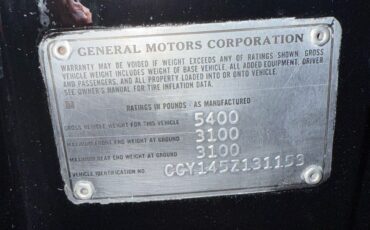 GENERAL MOTORS CORPORATION
WARRANTY MAY BE VOIDED IF WEIGHT EXCEEDS ANY OF RATINGS SHOWN. GROSS
VEHICLE WEIGHT INCLUDES WEIGHT OF BASE VEHICLE, ALL ADDED EQUIPMENT, DRIVER
AND PASSENGERS, AND ALL PROPERTY LOADED INTO OR ONTO VEHICLE.
SEE OWNER'S MANUAL FOR TIRE INFLATION DATA.
RATINGS IN POUNDS - AS MANUFACTURED
GROSS VEHICLE WEIGHT FOR THIS VEHICLE 5400
MAXIMUM FRONT END WEIGHT AT GROUND 3100
MAXIMUM REAR END WEIGHT AT GROUND 3100
VEHICLE IDENTIFICATION NO. CCY145Z131153